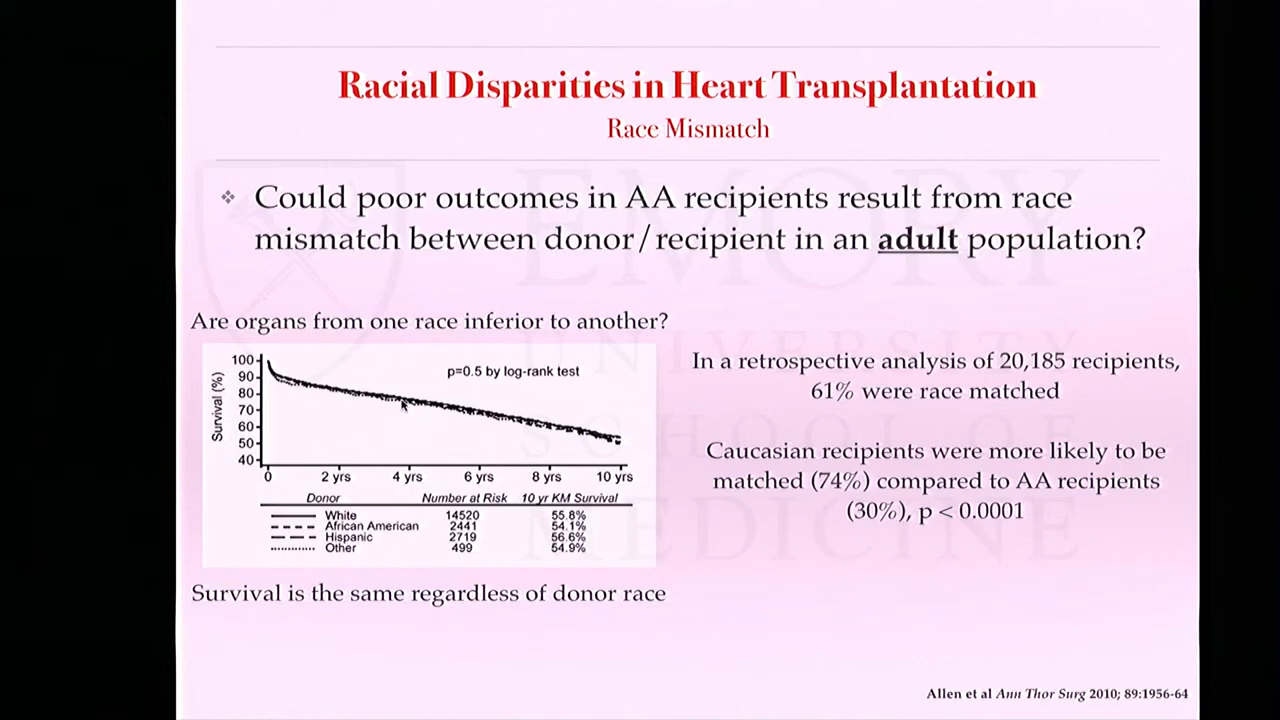 Racial Disparities in Heart Transplantation
Race Mismatch
Could poor outcomes in AA recipients result from race
mismatch between donor/recipient in an adult population?
Are organs from one race inferior to another?
100
90
80
70
60
50
40
Survival (%)
p=0.5 by log-rank test
0 2 yrs 4 yrs 6 yrs 8 yrs 10 yrs
Donor Number at Risk 10 yr KM Survival
White 14520 55.8%
African American 2441 54.1%
Hispanic 2719 56.6%
Other 499 54.9%
Survival is the same regardless of donor race
In a retrospective analysis of 20,185 recipients,
61% were race matched
Caucasian recipients were more likely to be
matched (74%) compared to AA recipients
(30%), p < 0.0001
Allen et al Ann Thor Surg 2010; 89:1956-64
EMORY
UNIVERSITY
SCHOOL OF
MEDICINE